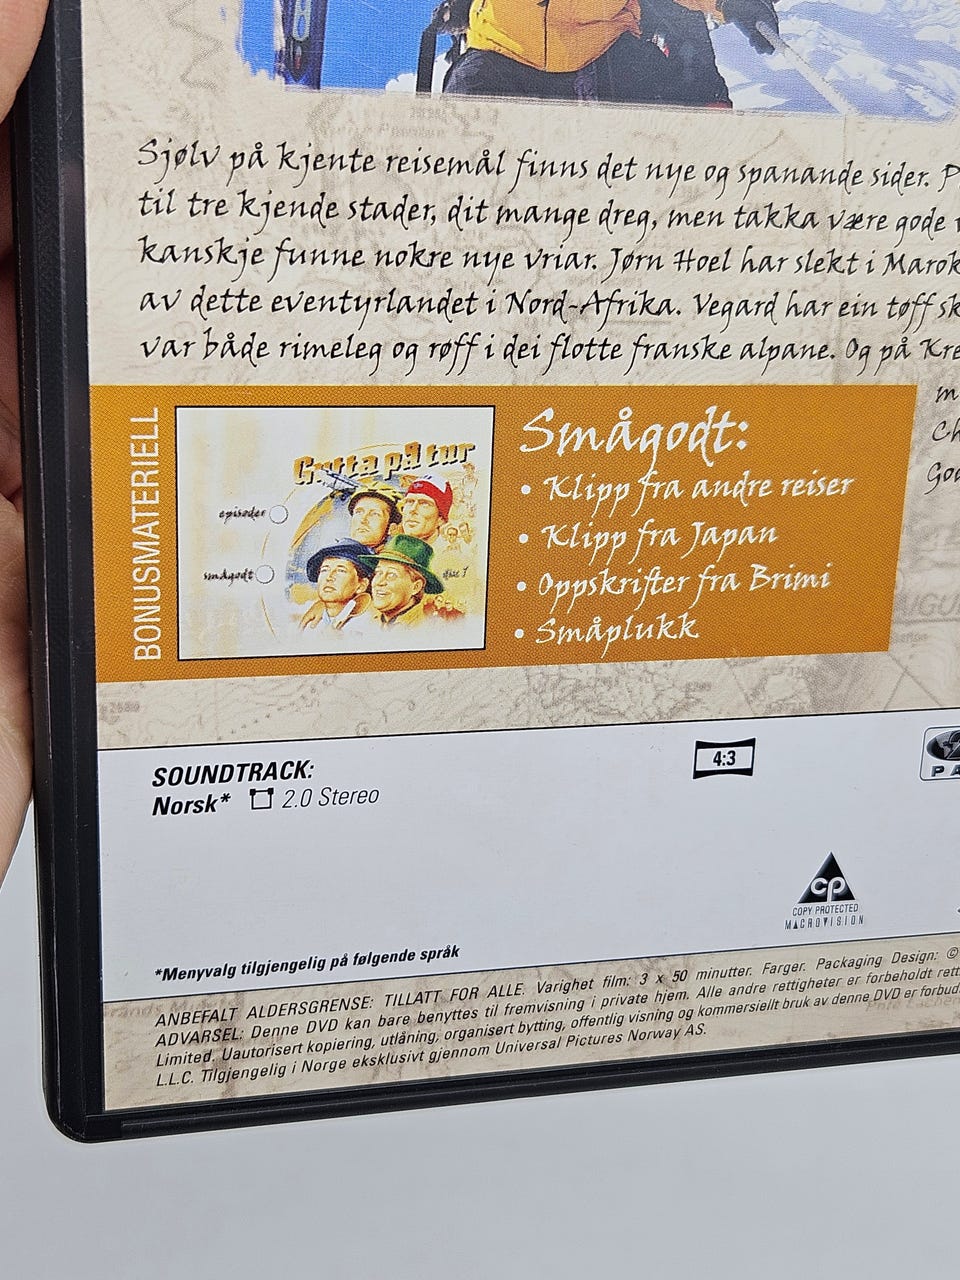 Sjølv på kjente reisemål finns det nye og spanande sider.
til tre kjende stader, dit mange dreg, men takka være gode
kanskje funne nokre nye vriar. Jørn Hoel har slekt i Marok
av dette eventyrlandet i Nord-Afrika. Vegard har ein tøff sk
var både rimeleg og røff i dei flotte franske alpane. Og på Kre
BONUSMATERIELL
Gutta på tur
episoder
smågodt
Smågodt:
• Klipp fra andre reiser
• Klipp fra Japan
• Oppskrifter fra Brimi
• Småplukk
SOUNDTRACK:
Norsk* 2.0 Stereo
4:3
PA
cp
COPY PROTECTED
MACROVISION
*Menyvalg tilgjengelig på følgende språk
ANBEFALT ALDERSGRENSE: TILLATT FOR ALLE. Varighet film: 3 x 50 minutter. Farger. Packaging Design: ©
ADVARSEL: Denne DVD kan bare benyttes til fremvisning i private hjem. Alle andre rettigheter er forbeholdt rett
Limited. Uautorisert kopiering, utlåning, organisert bytting, offentlig visning og kommersiellt bruk av denne DVD er forbud
L.L.C. Tilgjengelig i Norge eksklusivt gjennom Universal Pictures Norway AS.